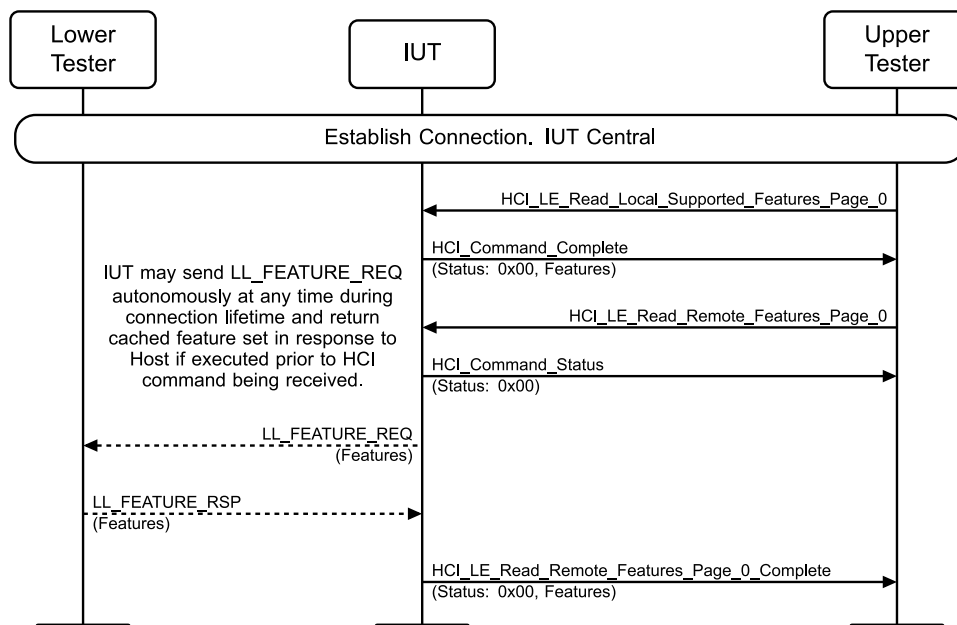 Lower
Tester
IUT
Upper
Tester
Establish Connection. IUT Central
HCI_LE_Read_Local_Supported_Features_Page_0
HCI_Command_Complete
(Status: 0x00, Features)
IUT may send LL_FEATURE_REQ
autonomously at any time during
connection lifetime and return
cached feature set in response to
Host if executed prior to HCI
command being received.
HCI_LE_Read_Remote_Features_Page_0
HCI_Command_Status
(Status: 0x00)
LL_FEATURE_REQ
(Features)
LL_FEATURE_RSP
(Features)
HCI_LE_Read_Remote_Features_Page_0_Complete
(Status: 0x00, Features)